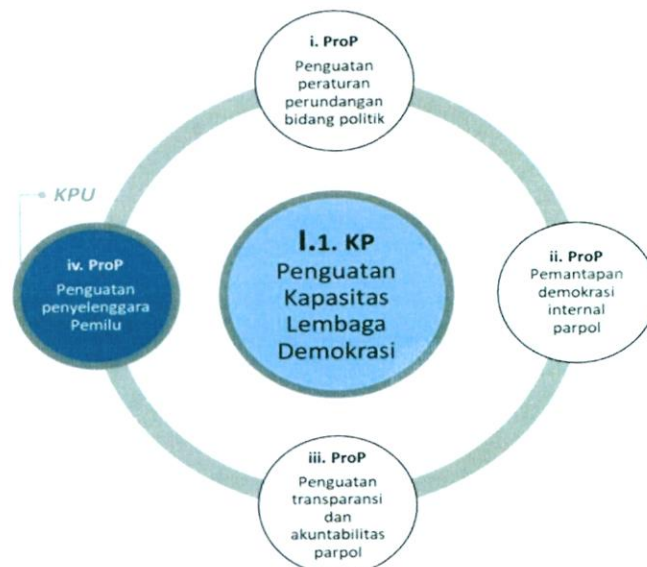 i. ProP
Penguatan
peraturan
perundangan
bidang politik
KPU
I.1. KP
Penguatan
Kapasitas
Lembaga
Demokrasi
iv. ProP
Penguatan
penyelenggara
Pemilu
ii. ProP
Pemantapan
demokrasi
internal
parpol
iii. ProP
Penguatan
transparansi
dan
akuntabilitas
parpol